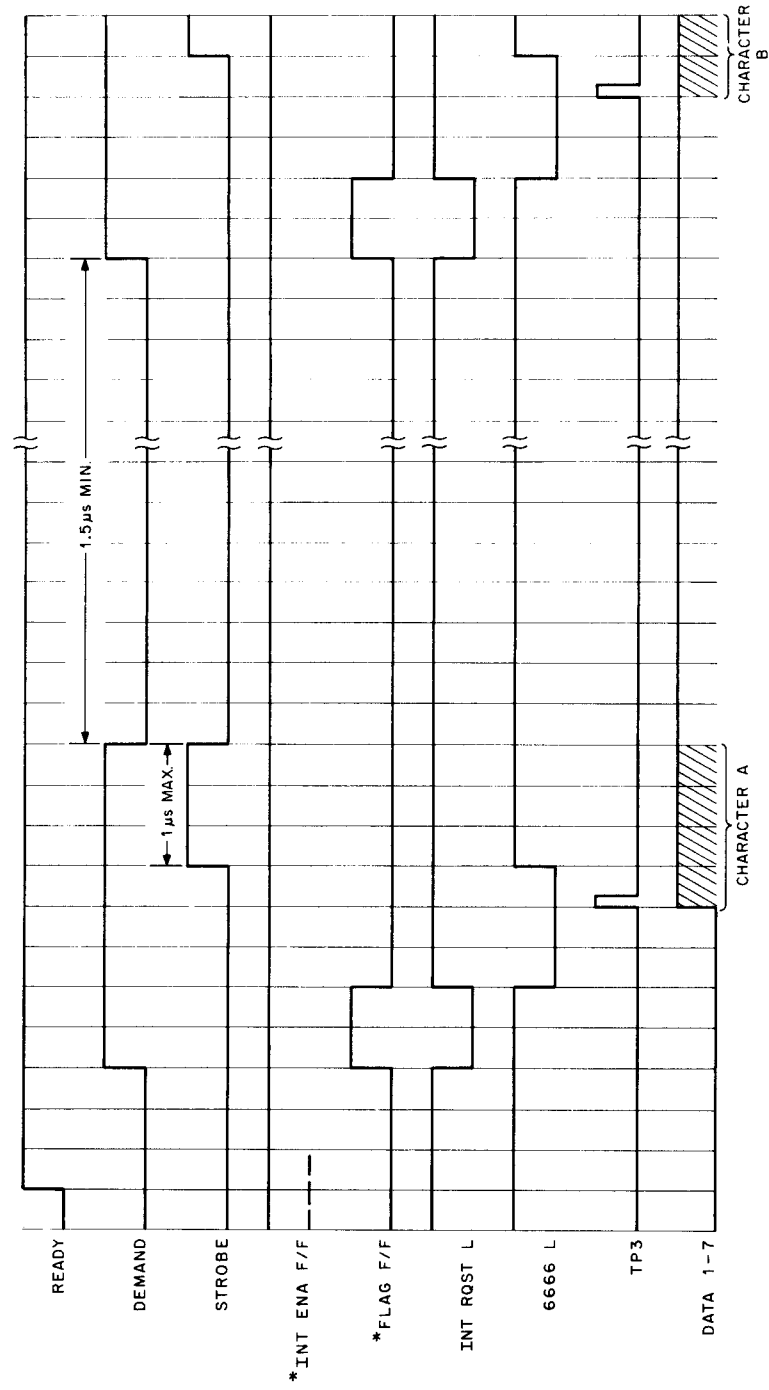 READY
DEMAND
STROBE
*INT ENA F/F
*FLAG F/F
INT RQST L
6666 L
TP3
DATA 1-7
1.5µs MIN.
1µs MAX.
CHARACTER A
CHARACTER
B